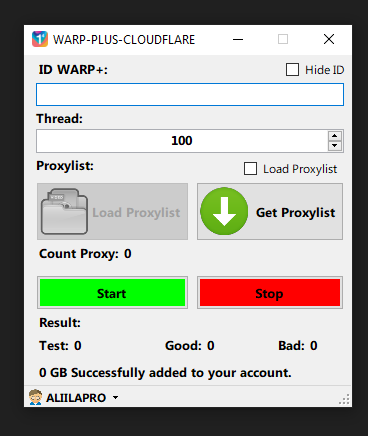 WARP-PLUS-CLOUDFLARE
ID WARP+: Hide ID
Thread:
100
Proxylist: Load Proxylist
Load Proxylist Get Proxylist
Count Proxy: 0
Start Stop
Result:
Test: 0 Good: 0 Bad: 0
0 GB Successfully added to your account.
ALIILAPRO